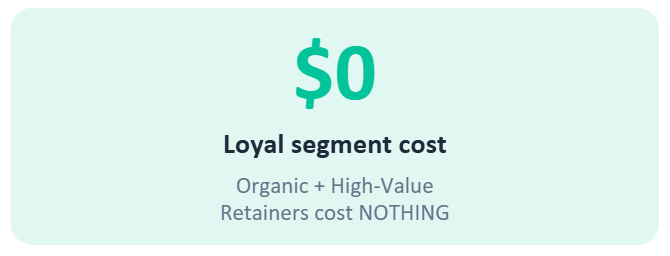 $0
Loyal segment cost
Organic + High-Value
Retainers cost NOTHING